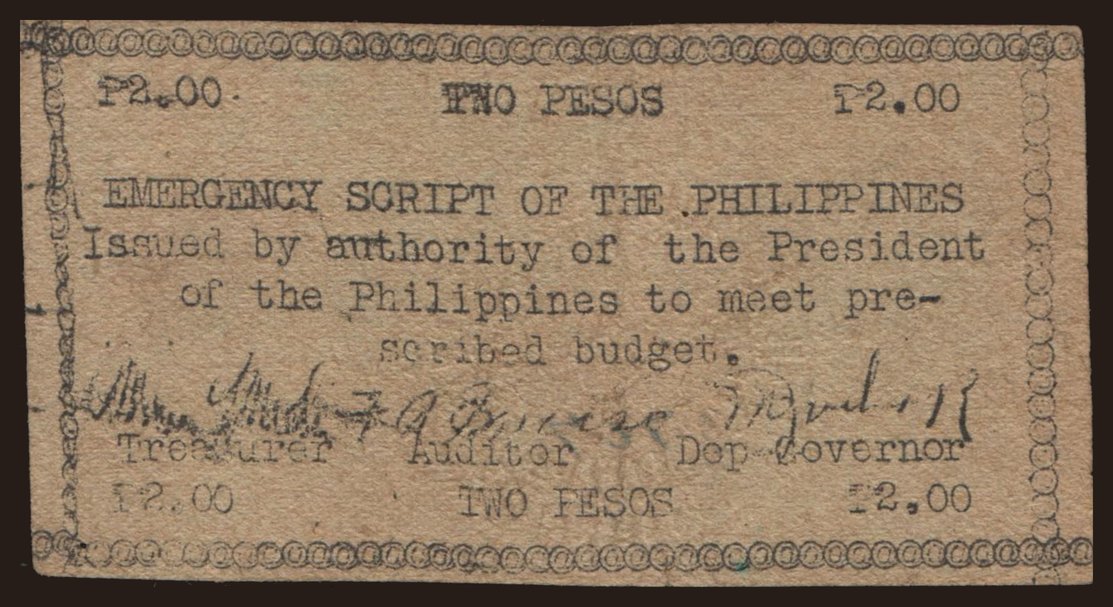 ₱2.00 TWO PESOS ₱2.00
EMERGENCY SCRIPT OF THE PHILIPPINES
Issued by authority of the President
of the Philippines to meet pre-
scribed budget.
Treasurer Auditor Dep Governor
₱2.00 TWO PESOS ₱2.00